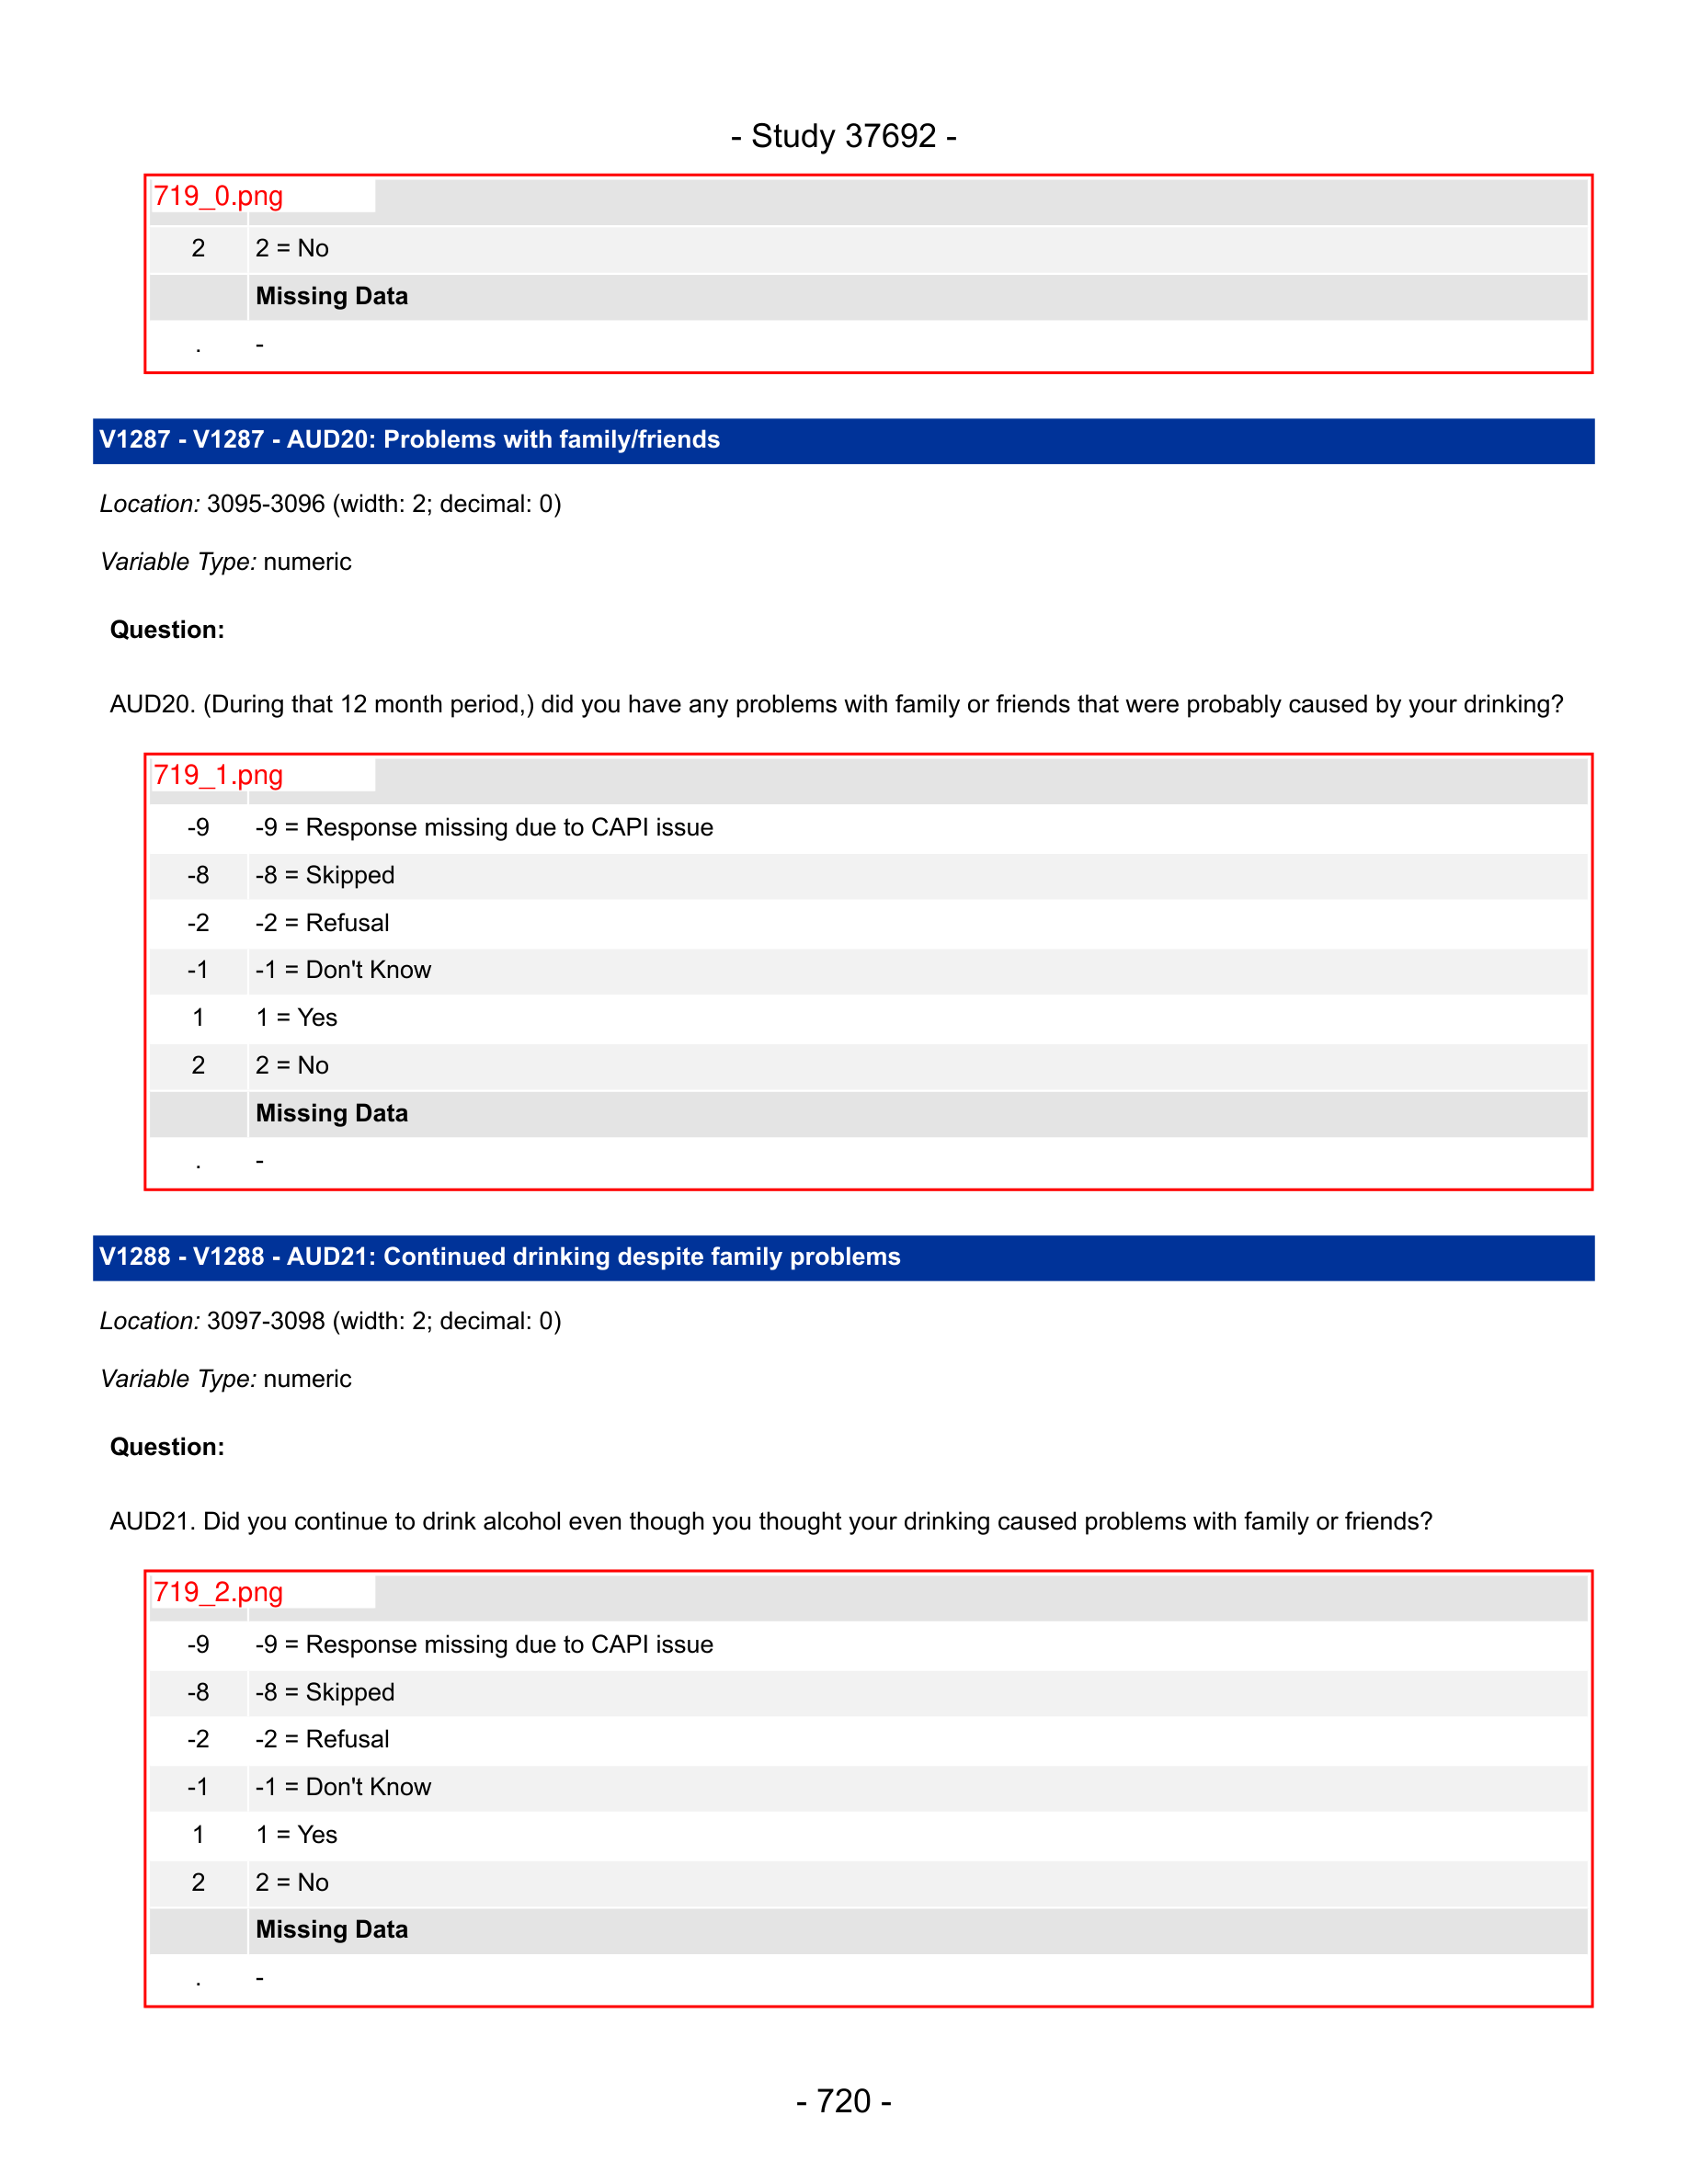 - Study 37692 -
719_0.png
2 2 = No
Missing Data
. -
V1287 - V1287 - AUD20: Problems with family/friends
Location: 3095-3096 (width: 2; decimal: 0)
Variable Type: numeric
Question:
AUD20. (During that 12 month period,) did you have any problems with family or friends that were probably caused by your drinking?
719_1.png
-9 -9 = Response missing due to CAPI issue
-8 -8 = Skipped
-2 -2 = Refusal
-1 -1 = Don't Know
1 1 = Yes
2 2 = No
Missing Data
. -
V1288 - V1288 - AUD21: Continued drinking despite family problems
Location: 3097-3098 (width: 2; decimal: 0)
Variable Type: numeric
Question:
AUD21. Did you continue to drink alcohol even though you thought your drinking caused problems with family or friends?
719_2.png
-9 -9 = Response missing due to CAPI issue
-8 -8 = Skipped
-2 -2 = Refusal
-1 -1 = Don't Know
1 1 = Yes
2 2 = No
Missing Data
. -
- 720 -